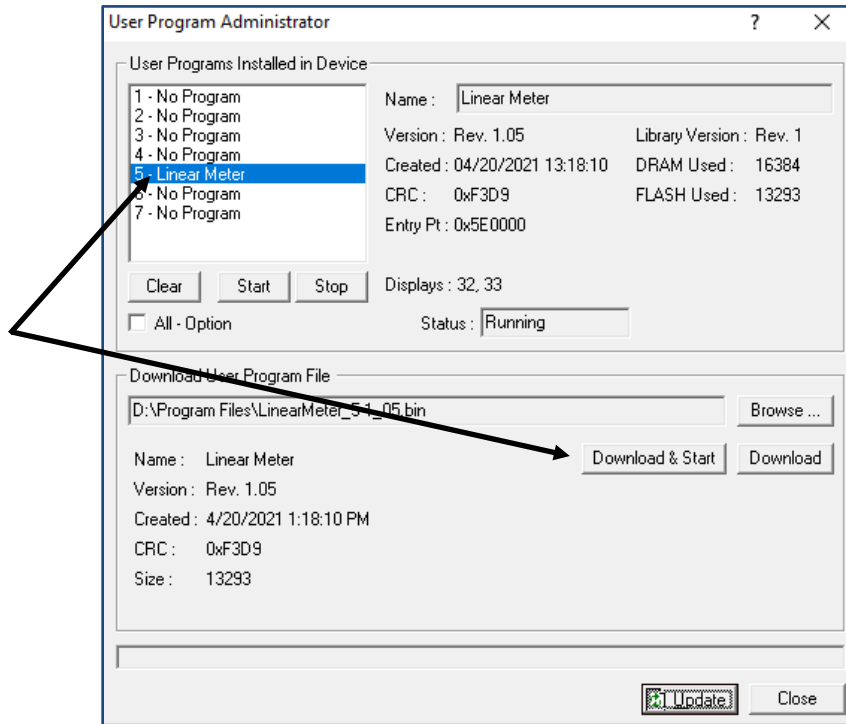 User Program Administrator ? X
User Programs Installed in Device
1 - No Program
2 - No Program
3 - No Program
4 - No Program
5 - Linear Meter
6 - No Program
7 - No Program
Name : Linear Meter
Version : Rev. 1.05 Library Version : Rev. 1
Created : 04/20/2021 13:18:10 DRAM Used : 16384
CRC : 0xF3D9 FLASH Used : 13293
Entry Pt : 0x5E0000
Clear Start Stop Displays : 32, 33
All - Option Status : Running
Download User Program File
D:\Program Files\LinearMeter_5-1_05.bin Browse ...
Name : Linear Meter Download & Start Download
Version : Rev. 1.05
Created : 4/20/2021 1:18:10 PM
CRC : 0xF3D9
Size : 13293
Update Close